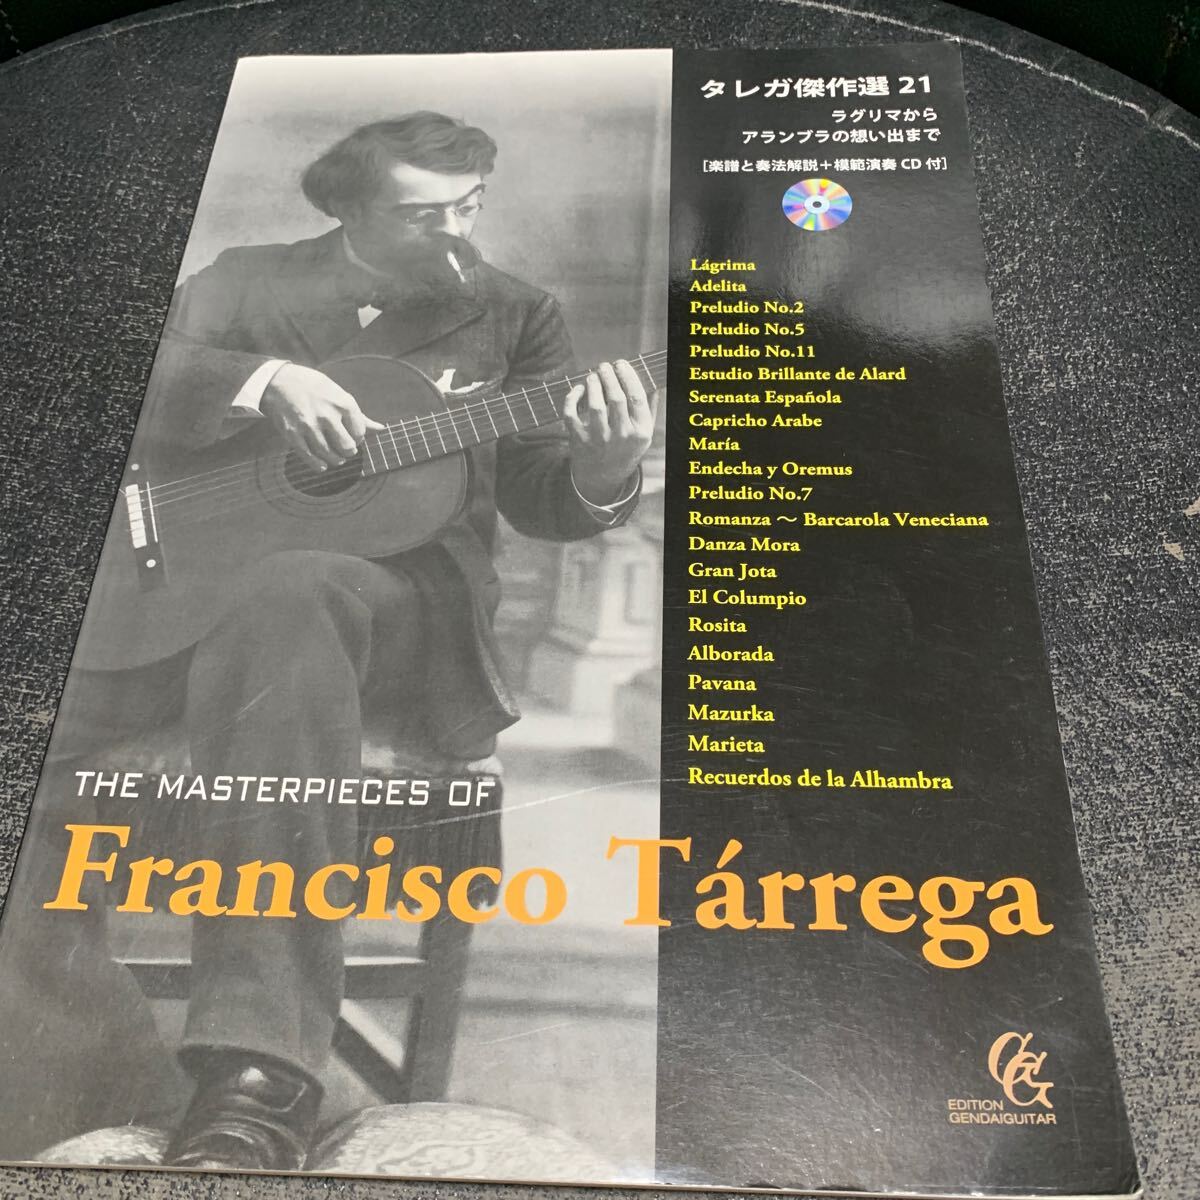 タレガ傑作選 21
ラグリマから
アランブラの想い出まで
[楽譜と奏法解説＋模範演奏 CD 付]
Lágrima
Adelita
Preludio No.2
Preludio No.5
Preludio No.11
Estudio Brillante de Alard
Serenata Española
Capricho Arabe
María
Endecha y Oremus
Preludio No.7
Romanza ～ Barcarola Veneciana
Danza Mora
Gran Jota
El Columpio
Rosita
Alborada
Pavana
Mazurka
Marieta
Recuerdos de la Alhambra
THE MASTERPIECES OF
Francisco Tárrega
GG
EDITION
GENDAIGUITAR